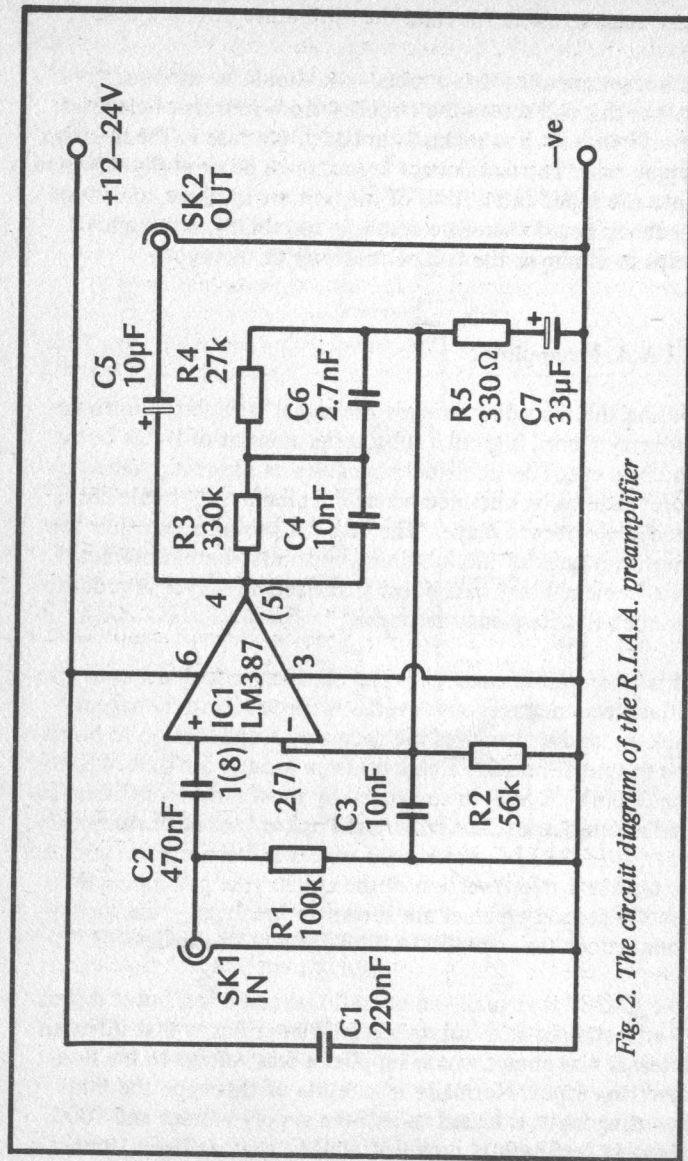 +12–24V
SK2
OUT
C5
10µF
R4
27k
R3
330k
C4
10nF
C6
2,7nF
R5
330Ω
C7
33µF
–ve
+
+
6
4
(5)
3
+
–
IC1
LM387
1(8)
2(7)
C2
470nF
SK1
IN
R1
100k
C3
10nF
R2
56k
C1
220nF
Fig. 2. The circuit diagram of the R.I.A.A. preamplifier